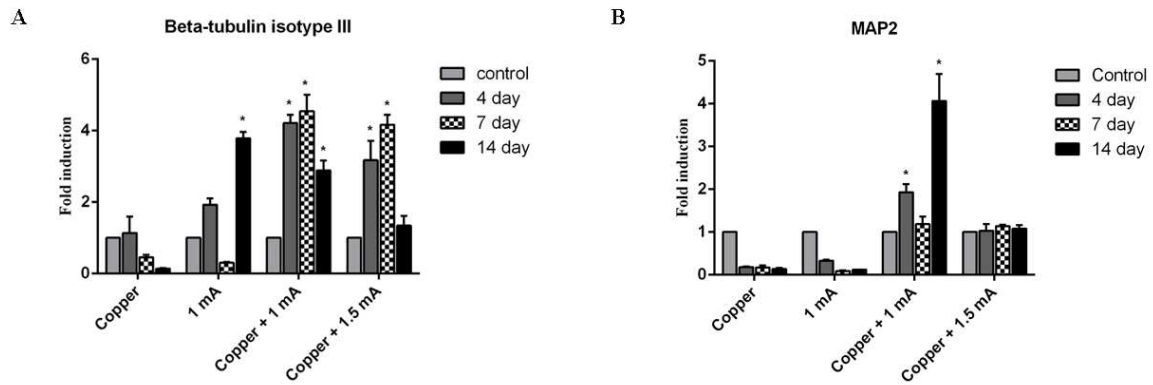 A
Beta-tubulin isotype III
Fold induction
6
4
2
0
*
*
*
*
*
*
Copper
1 mA
Copper + 1 mA
Copper + 1.5 mA
control
4 day
7 day
14 day
B
MAP2
Fold induction
5
4
3
2
1
0
*
*
Copper
1 mA
Copper + 1 mA
Copper + 1.5 mA
Control
4 day
7 day
14 day